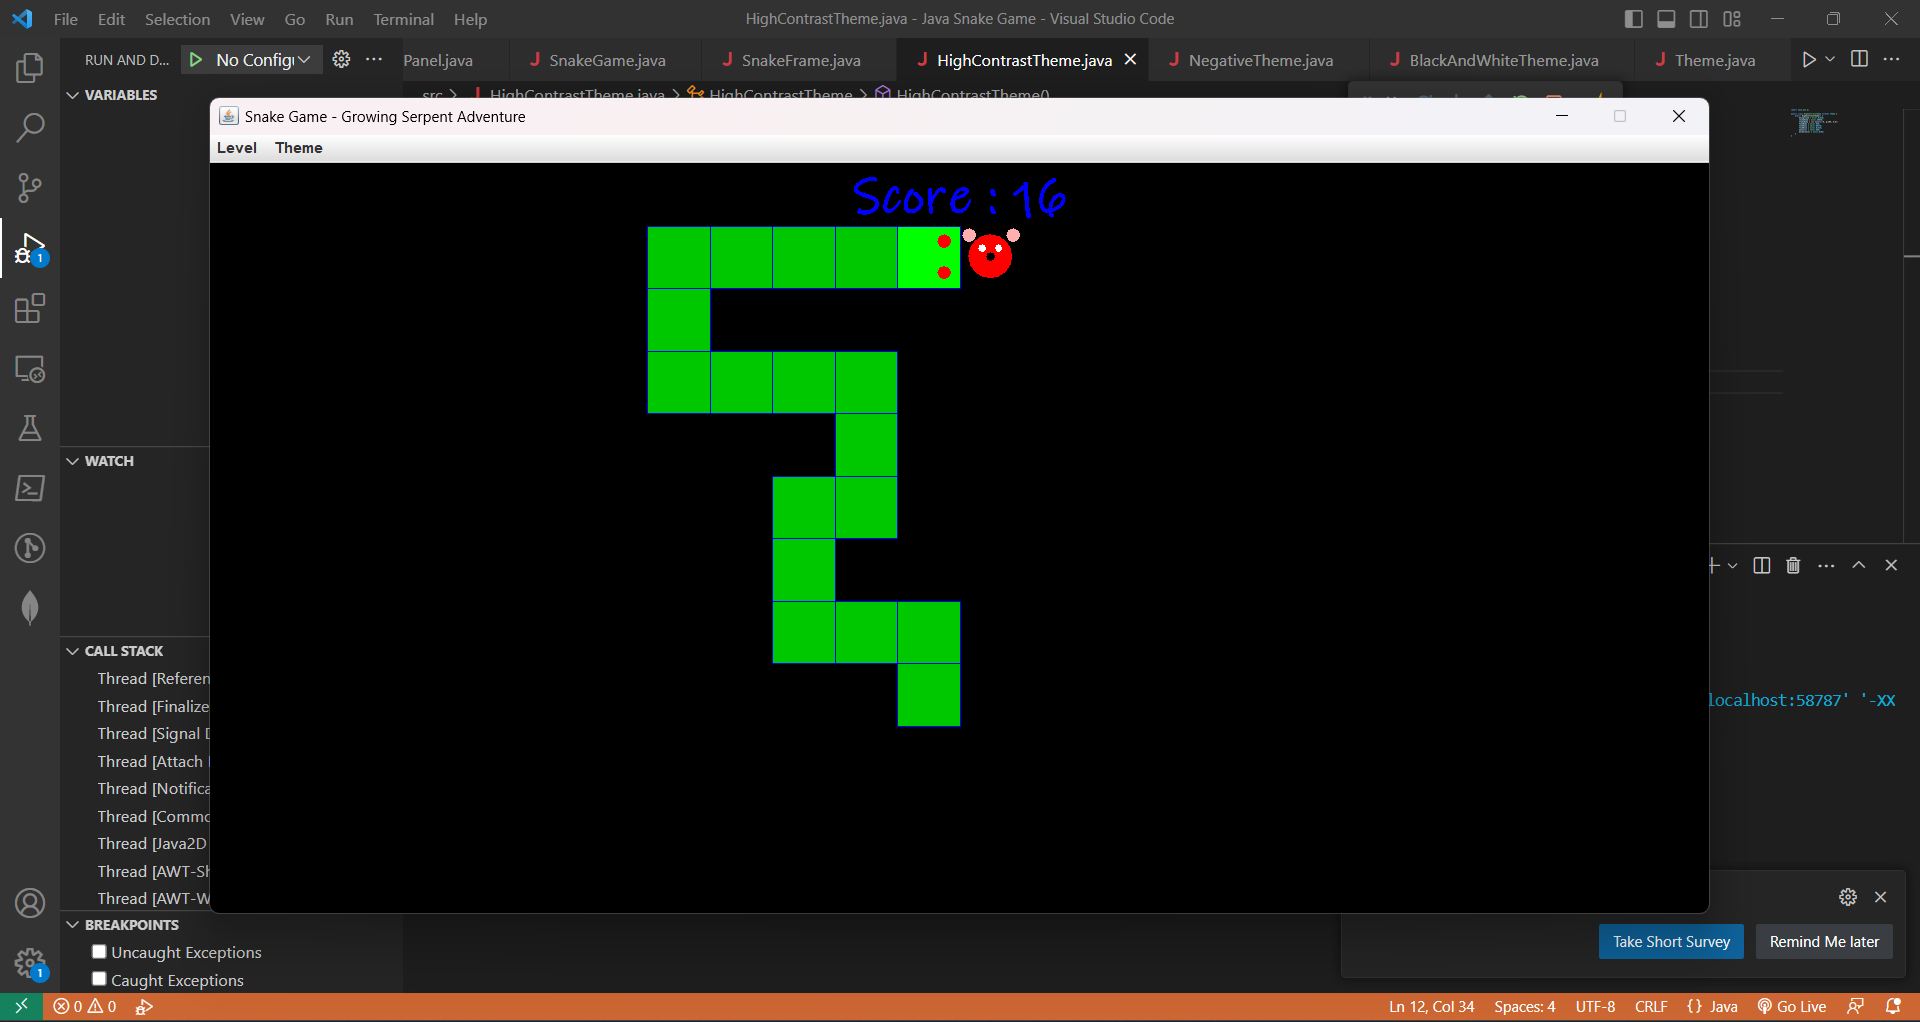 File Edit Selection View Go Run Terminal Help
HighContrastTheme.java - Java Snake Game - Visual Studio Code
RUN AND D... No Config
Panel.java SnakeGame.java SnakeFrame.java HighContrastTheme.java NegativeTheme.java BlackAndWhiteTheme.java Theme.java
VARIABLES
src > HighContrastTheme.java > HighContrastTheme > HighContrastTheme()
Snake Game - Growing Serpent Adventure
Level Theme
Score : 16
WATCH
CALL STACK
Thread [Referen
Thread [Finalize
Thread [Signal D
localhost:58787' '-XX
Thread [Attach
Thread [Notifica
Thread [Commo
Thread [Java2D
Thread [AWT-Sh
Thread [AWT-W
BREAKPOINTS
Uncaught Exceptions
Caught Exceptions
Take Short Survey Remind Me later
0 0 Ln 12, Col 34 Spaces: 4 UTF-8 CRLF {} Java Go Live